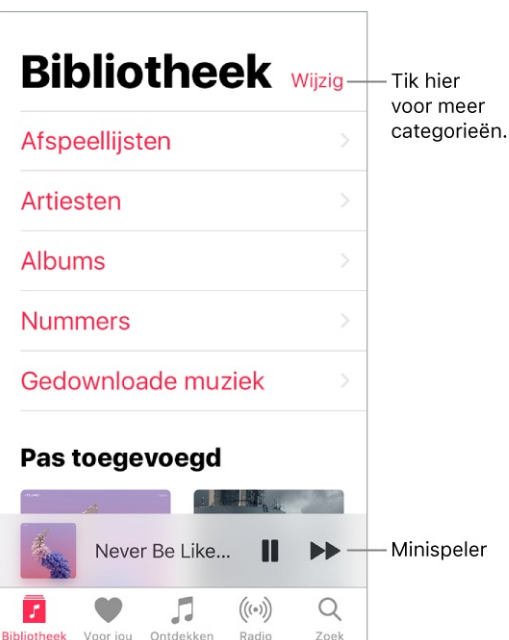 Bibliotheek Wijzig
Tik hier
voor meer
categorieën.
Afspeellijsten
Artiesten
Albums
Nummers
Gedownloade muziek
Pas toegevoegd
Never Be Like...
Minispeler
Bibliotheek Voor jou Ontdekken Radio Zoek